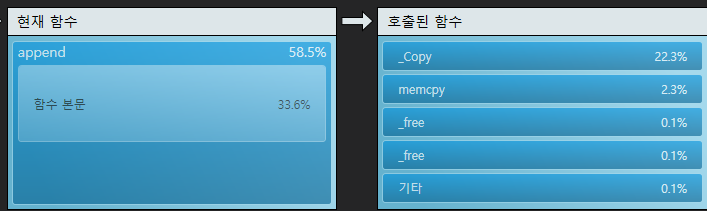 현재 함수
append 58.5%
함수 본문 33.6%
호출된 함수
_Copy 22.3%
memcpy 2.3%
_free 0.1%
_free 0.1%
기타 0.1%